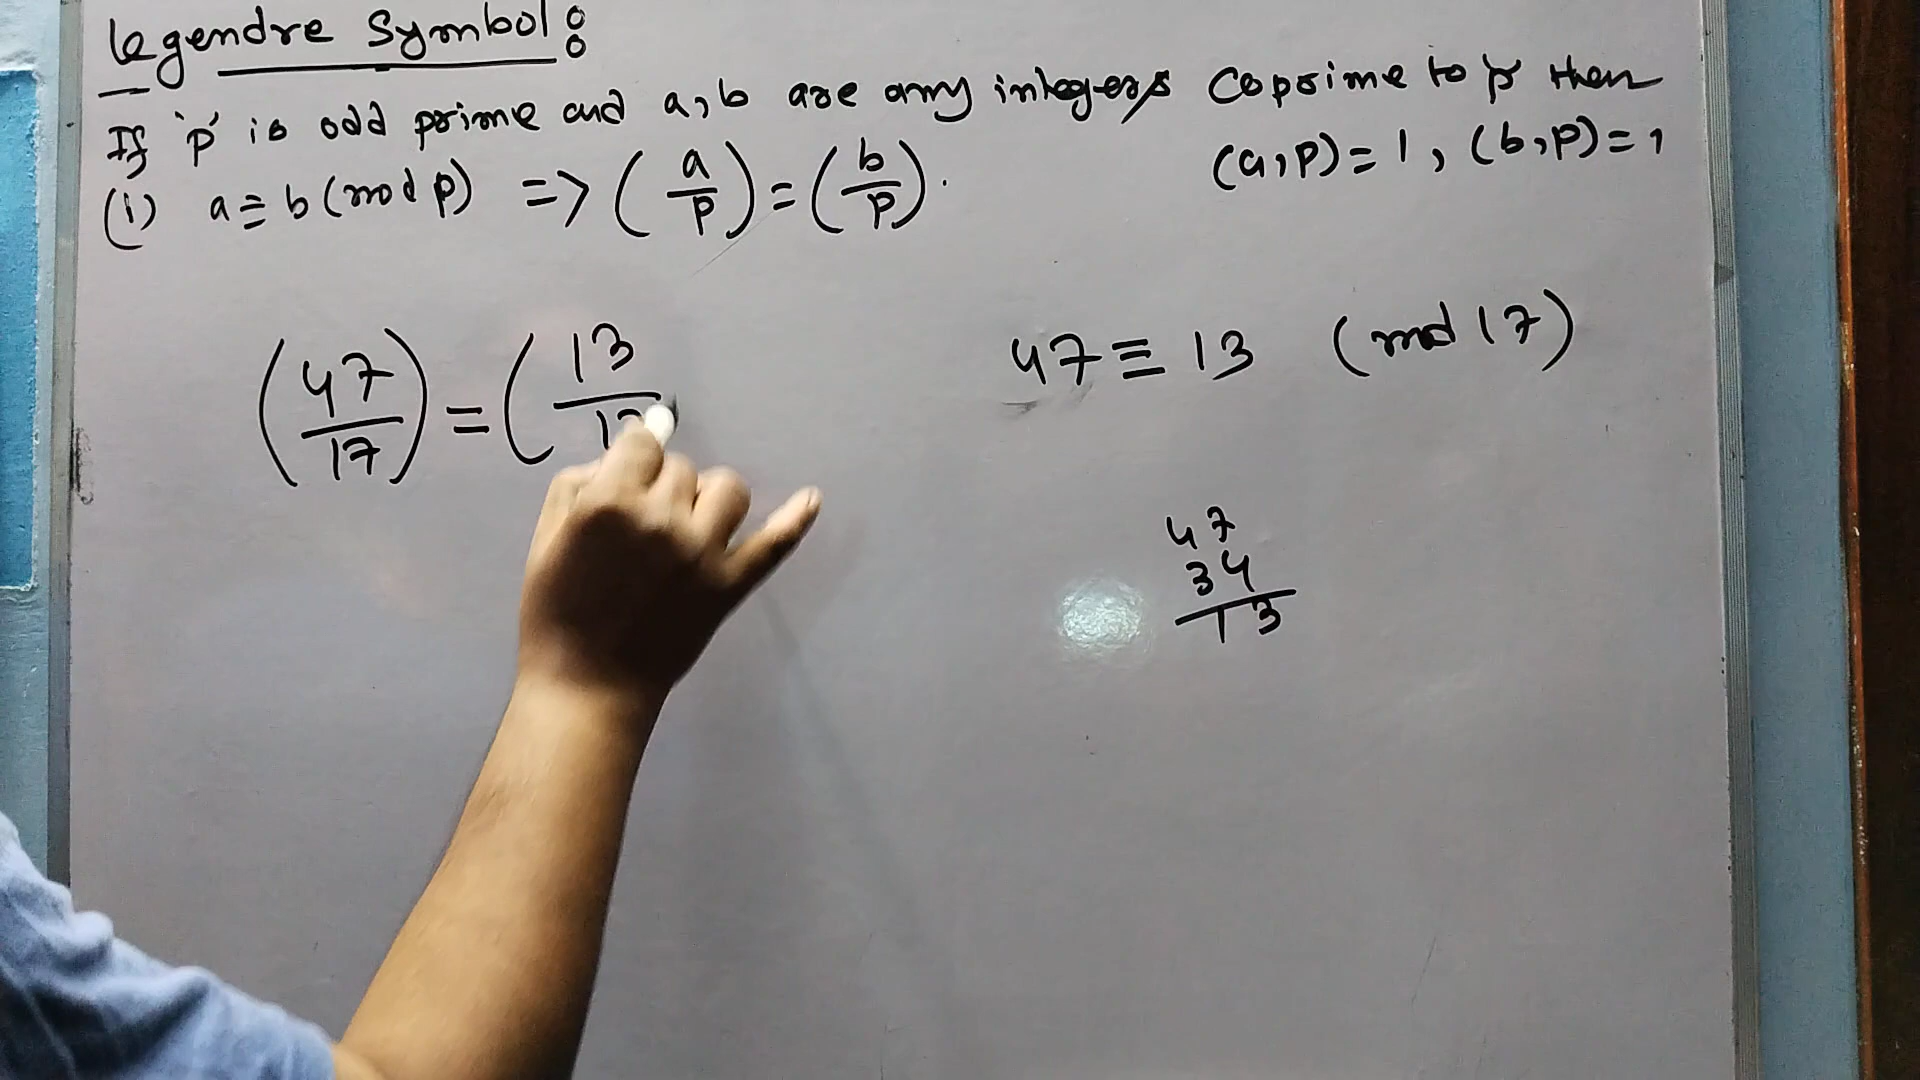 Legendre Symbol:
If 'p' is odd prime and a, b are any integers Coprime to p then
(a, p) = 1, (b, p) = 1
(i) a ≡ b (mod p) => (a/p) = (b/p).
(47/17) = (13/17
47 ≡ 13 (mod 17)
47
34
13